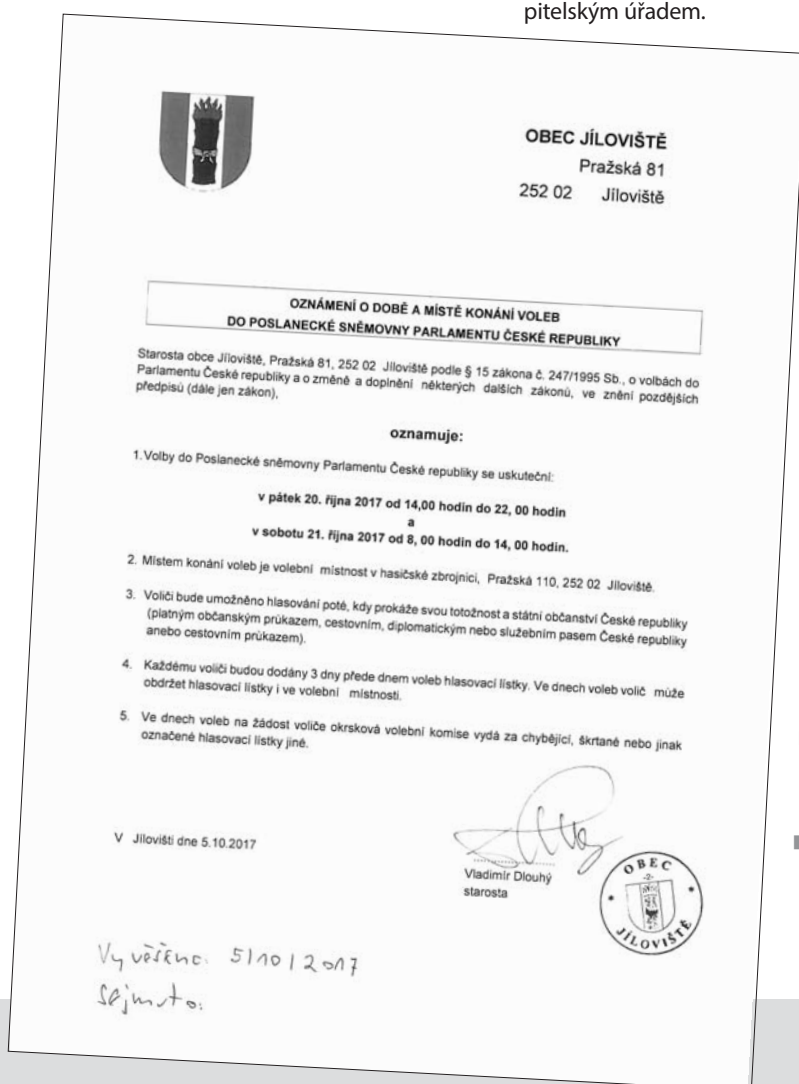 pitelským úřadem.
OBEC JÍLOVIŠTĚ
Pražská 81
252 02 Jíloviště
OZNÁMENÍ O DOBĚ A MÍSTĚ KONÁNÍ VOLEB
DO POSLANECKÉ SNĚMOVNY PARLAMENTU ČESKÉ REPUBLIKY
Starosta obce Jíloviště, Pražská 81, 252 02 Jíloviště podle § 15 zákona č. 247/1995 Sb., o volbách do
Parlamentu České republiky a o změně a doplnění některých dalších zákonů, ve znění pozdějších
předpisů (dále jen zákon),
oznamuje:
1. Volby do Poslanecké sněmovny Parlamentu České republiky se uskuteční:
v pátek 20. října 2017 od 14,00 hodin do 22, 00 hodin
a
v sobotu 21. října 2017 od 8, 00 hodin do 14, 00 hodin.
2. Místem konání voleb je volební místnost v hasičské zbrojnici, Pražská 110, 252 02 Jíloviště.
3. Voliči bude umožněno hlasování poté, kdy prokáže svou totožnost a státní občanství České republiky
(platným občanským průkazem, cestovním, diplomatickým nebo služebním pasem České republiky
anebo cestovním průkazem).
4. Každému voliči budou dodány 3 dny přede dnem voleb hlasovací lístky. Ve dnech voleb volič může
obdržet hlasovací lístky i ve volební místnosti.
5. Ve dnech voleb na žádost voliče okrsková volební komise vydá za chybějící, škrtané nebo jinak
označené hlasovací lístky jiné.
V Jílovišti dne 5.10.2017
Vladimír Dlouhý
starosta
OBEC
-2-
JÍLOVIŠTĚ
Vyvěšeno: 5/10/2017
Sejmuto: